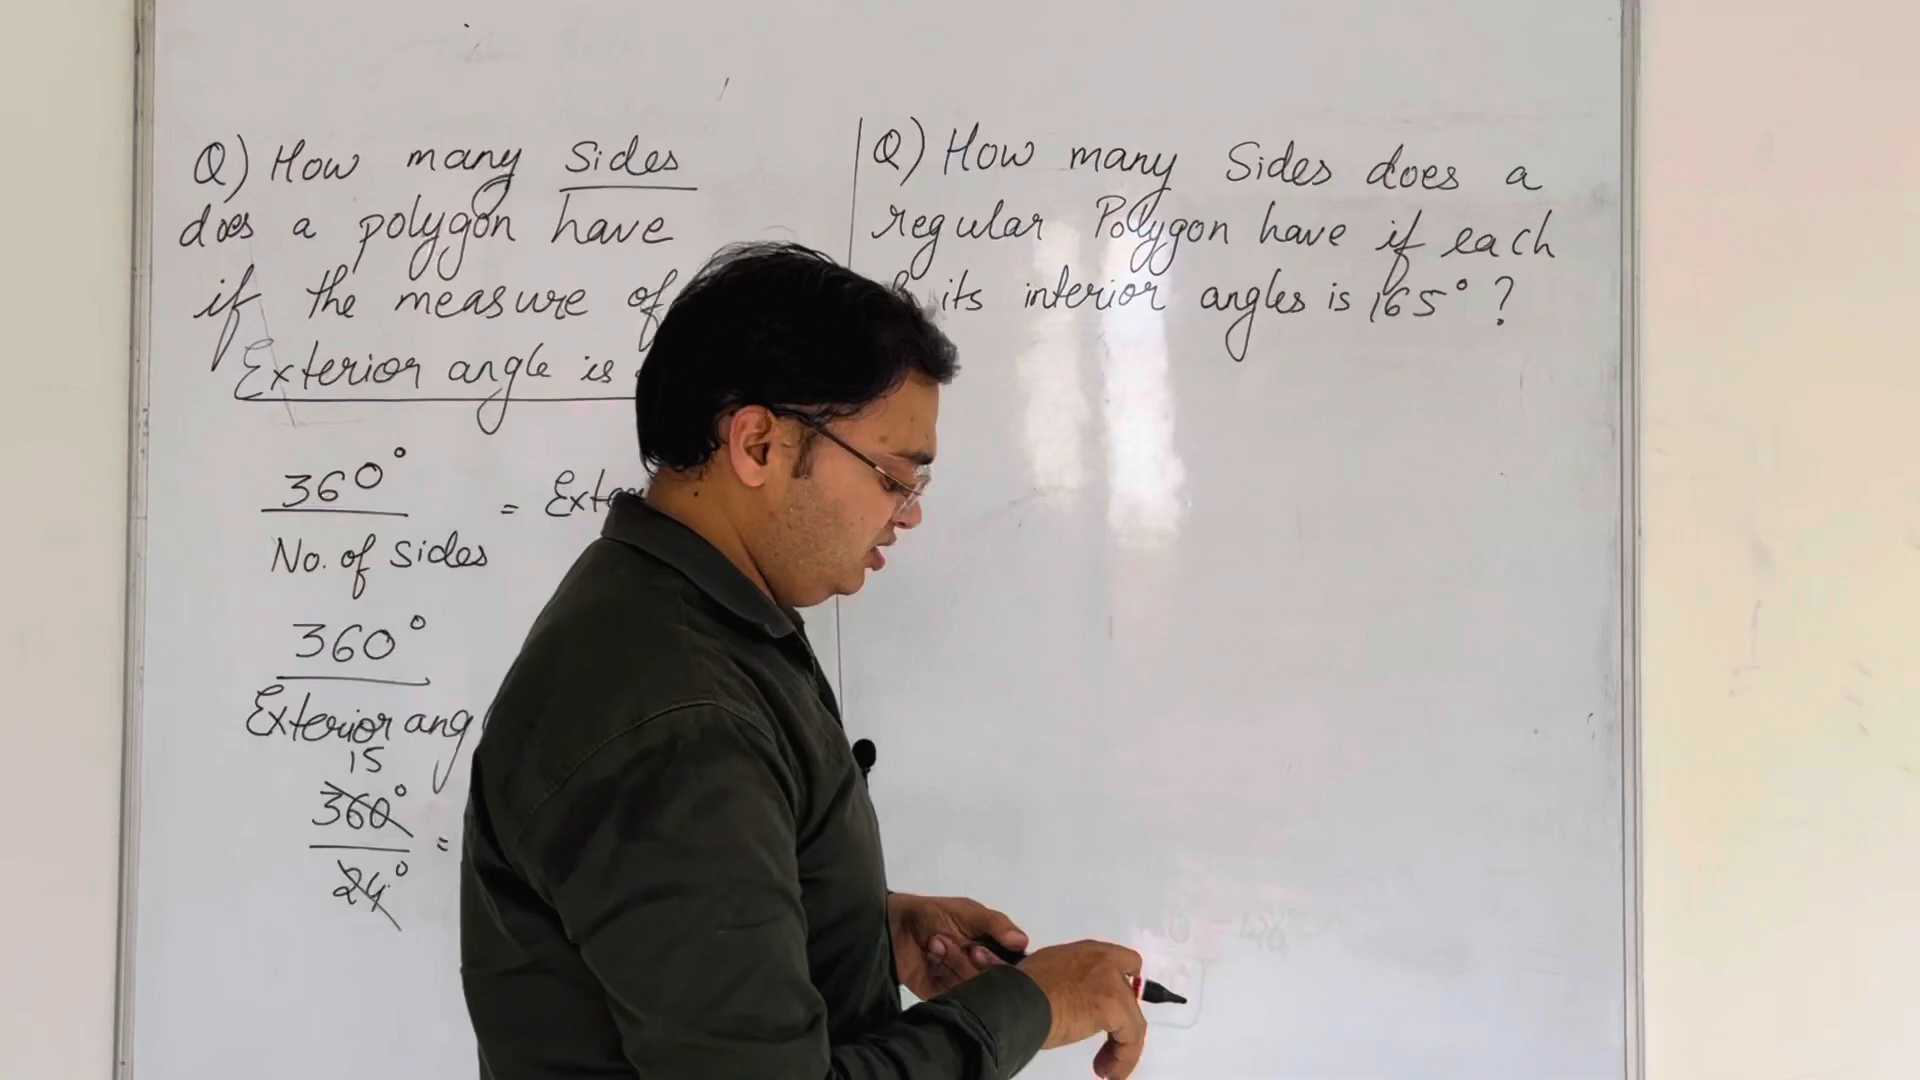 Q) How many Sides
does a polygon have
if the measure of
Exterior angle is
360°
No. of Sides
=
360°
Exterior ang
15
360°
24°
=
Q) How many Sides does a
regular Polygon have if each
its interior angles is 165° ?